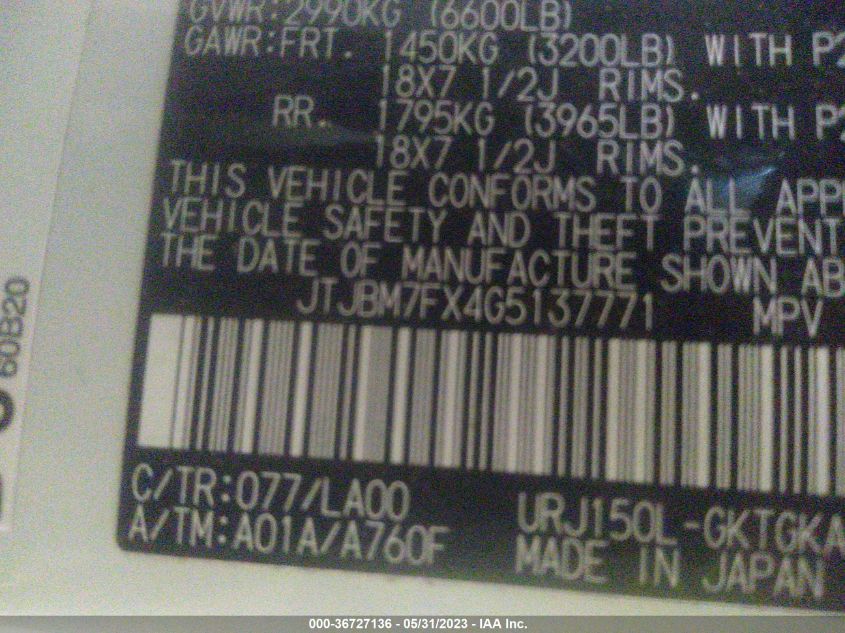 GVWR:2990KG (6600LB)
GAWR:FRT. 1450KG (3200LB) WITH P2
18X7 1/2J RIMS.
RR. 1795KG (3965LB) WITH P2
18X7 1/2J RIMS.
THIS VEHICLE CONFORMS TO ALL APPL
VEHICLE SAFETY AND THEFT PREVENT
THE DATE OF MANUFACTURE SHOWN AB
JTJBM7FX4G5137771 MPV
C/TR:077/LA00 URJ150L-GKTGKA
A/TM:A01A/A760F MADE IN JAPAN
60B20
000-36727136 - 05/31/2023 - IAA Inc.